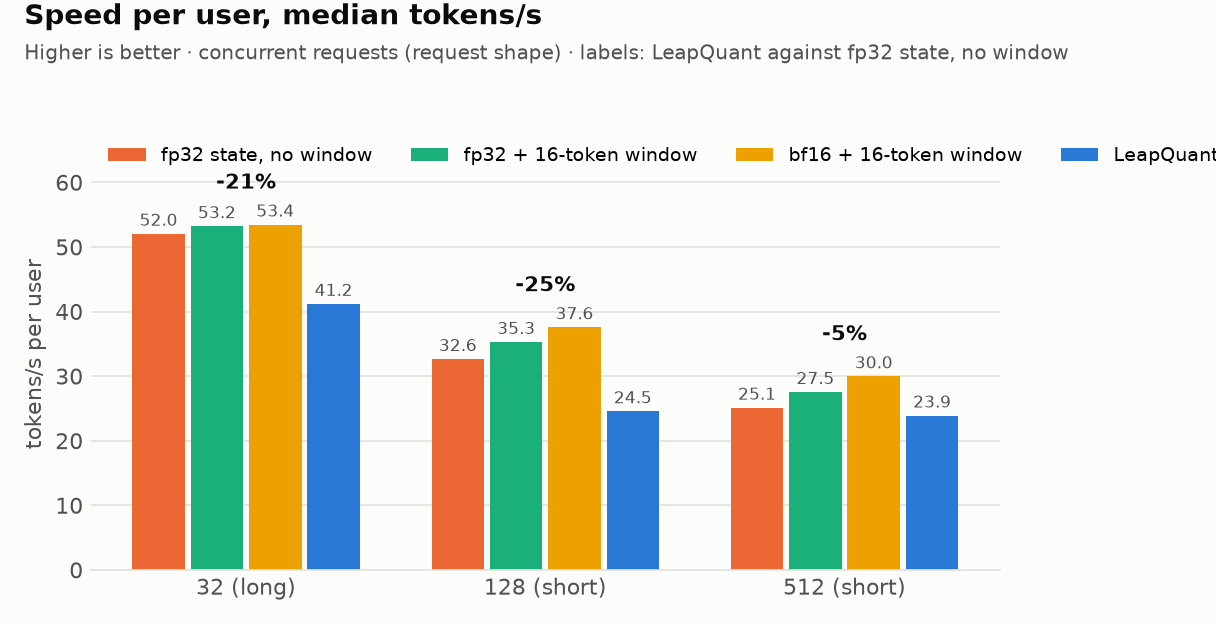 Speed per user, median tokens/s
Higher is better · concurrent requests (request shape) · labels: LeapQuant against fp32 state, no window
fp32 state, no window fp32 + 16-token window bf16 + 16-token window LeapQuant
60
50
40
30
20
10
0
tokens/s per user
-21%
52.0 53.2 53.4 41.2
-25%
32.6 35.3 37.6 24.5
-5%
25.1 27.5 30.0 23.9
32 (long) 128 (short) 512 (short)